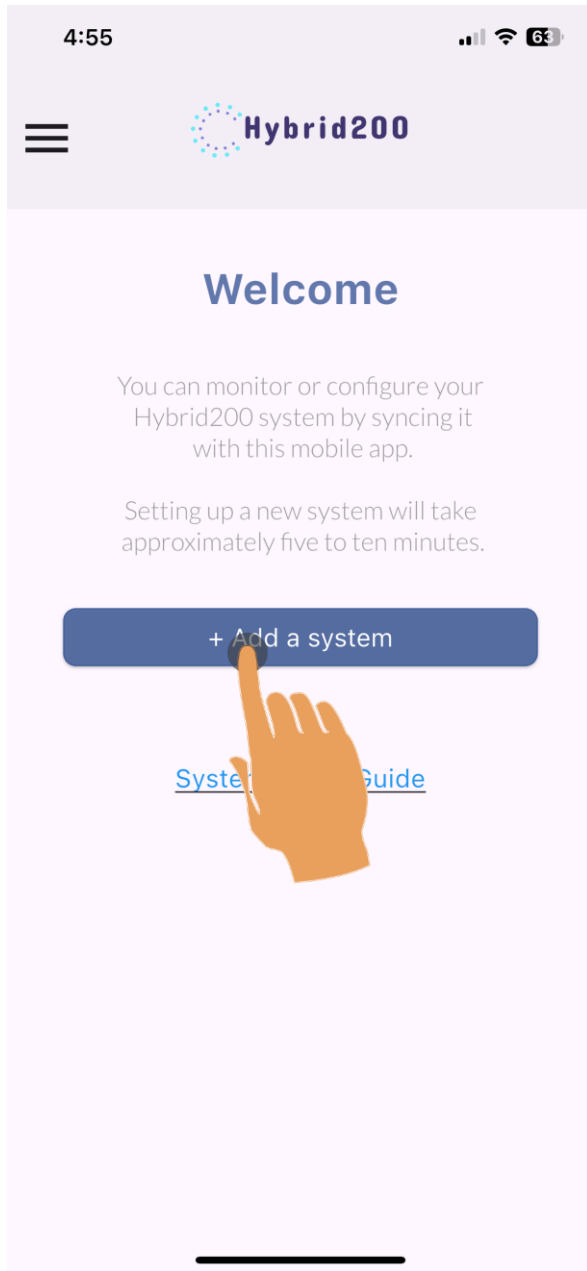 4:55
63
Hybrid200
Welcome
You can monitor or configure your
Hybrid200 system by syncing it
with this mobile app.
Setting up a new system will take
approximately five to ten minutes.
+ Add a system
Guide